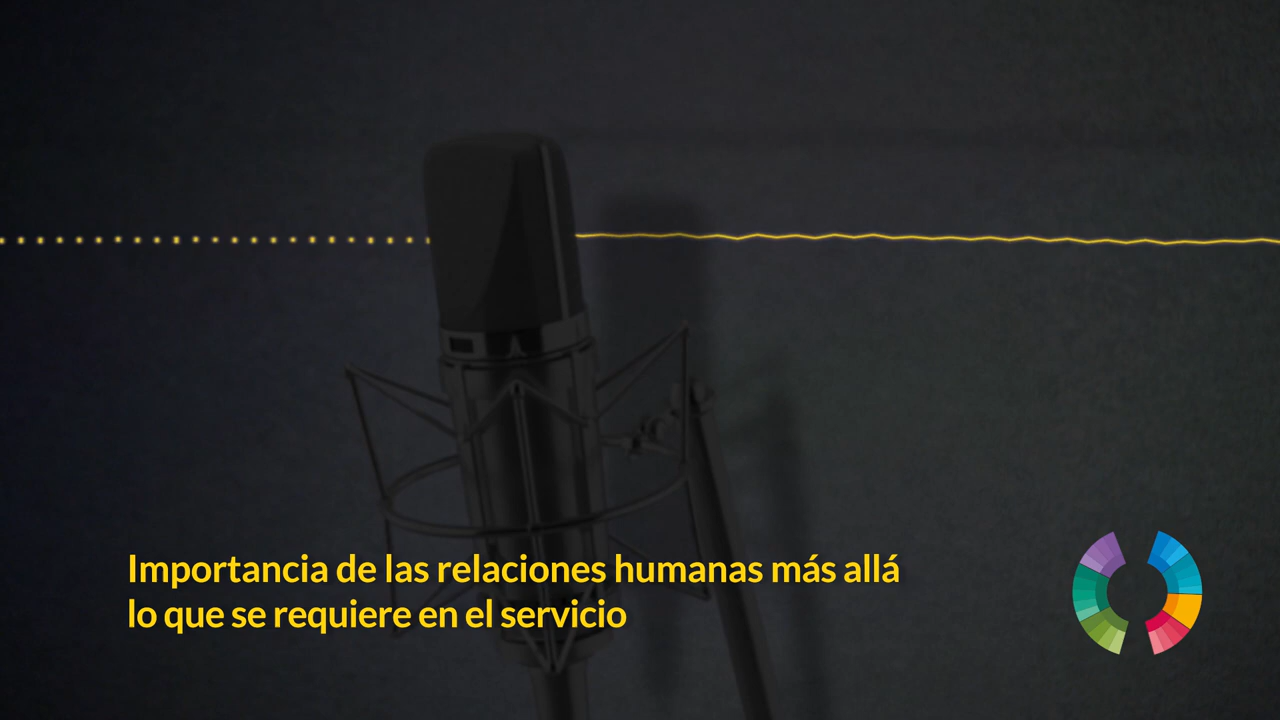 Importancia de las relaciones humanas más allá
lo que se requiere en el servicio